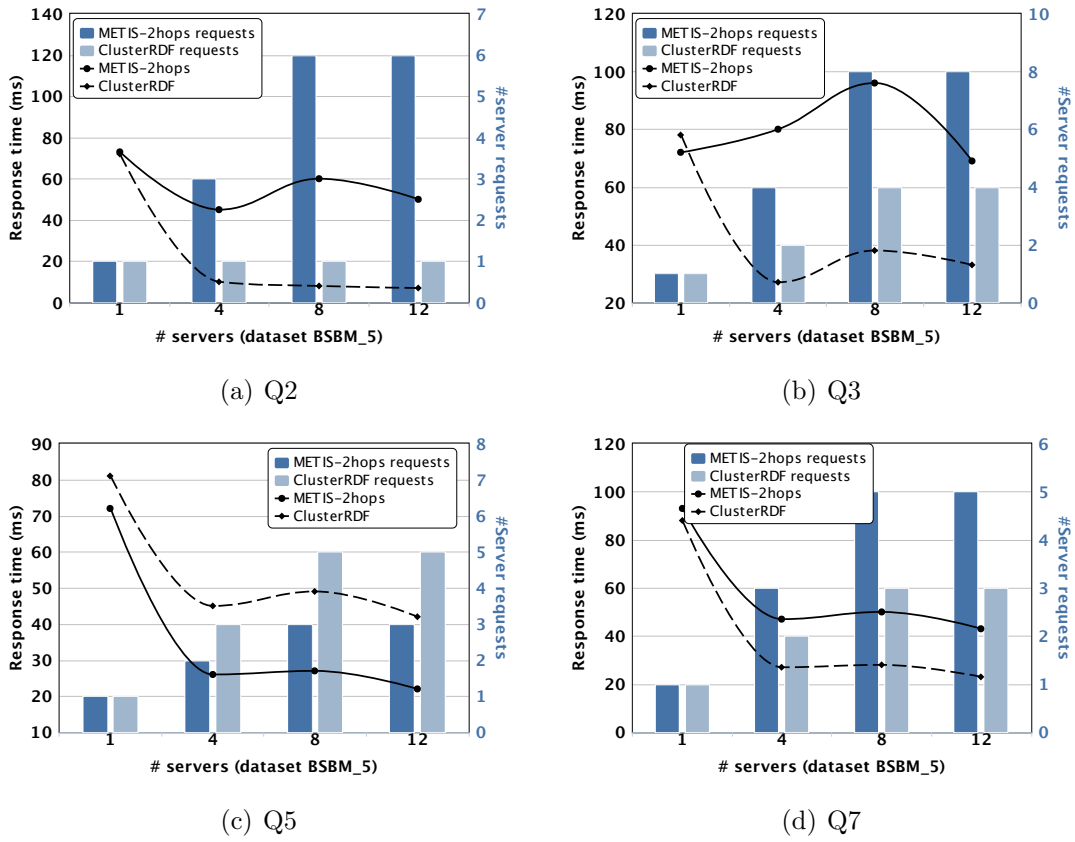 140
120
100
80
60
40
20
0
Response time (ms)
METIS-2hops requests
ClusterRDF requests
METIS-2hops
ClusterRDF
7
6
5
4
3
2
1
0
#server requests
1 4 8 12
# servers (dataset BSBM_5)
(a) Q2
120
100
80
60
40
20
Response time (ms)
METIS-2hops requests
ClusterRDF requests
METIS-2hops
ClusterRDF
10
8
6
4
2
0
#Server requests
1 4 8 12
# servers (dataset BSBM_5)
(b) Q3
90
80
70
60
50
40
30
20
10
Response time (ms)
METIS-2hops requests
ClusterRDF requests
METIS-2hops
ClusterRDF
8
7
6
5
4
3
2
1
0
#Server requests
1 4 8 12
# servers (dataset BSBM_5)
(c) Q5
120
100
80
60
40
20
0
Response time (ms)
METIS-2hops requests
ClusterRDF requests
METIS-2hops
ClusterRDF
6
5
4
3
2
1
0
#Server requests
1 4 8 12
# servers (dataset BSBM_5)
(d) Q7